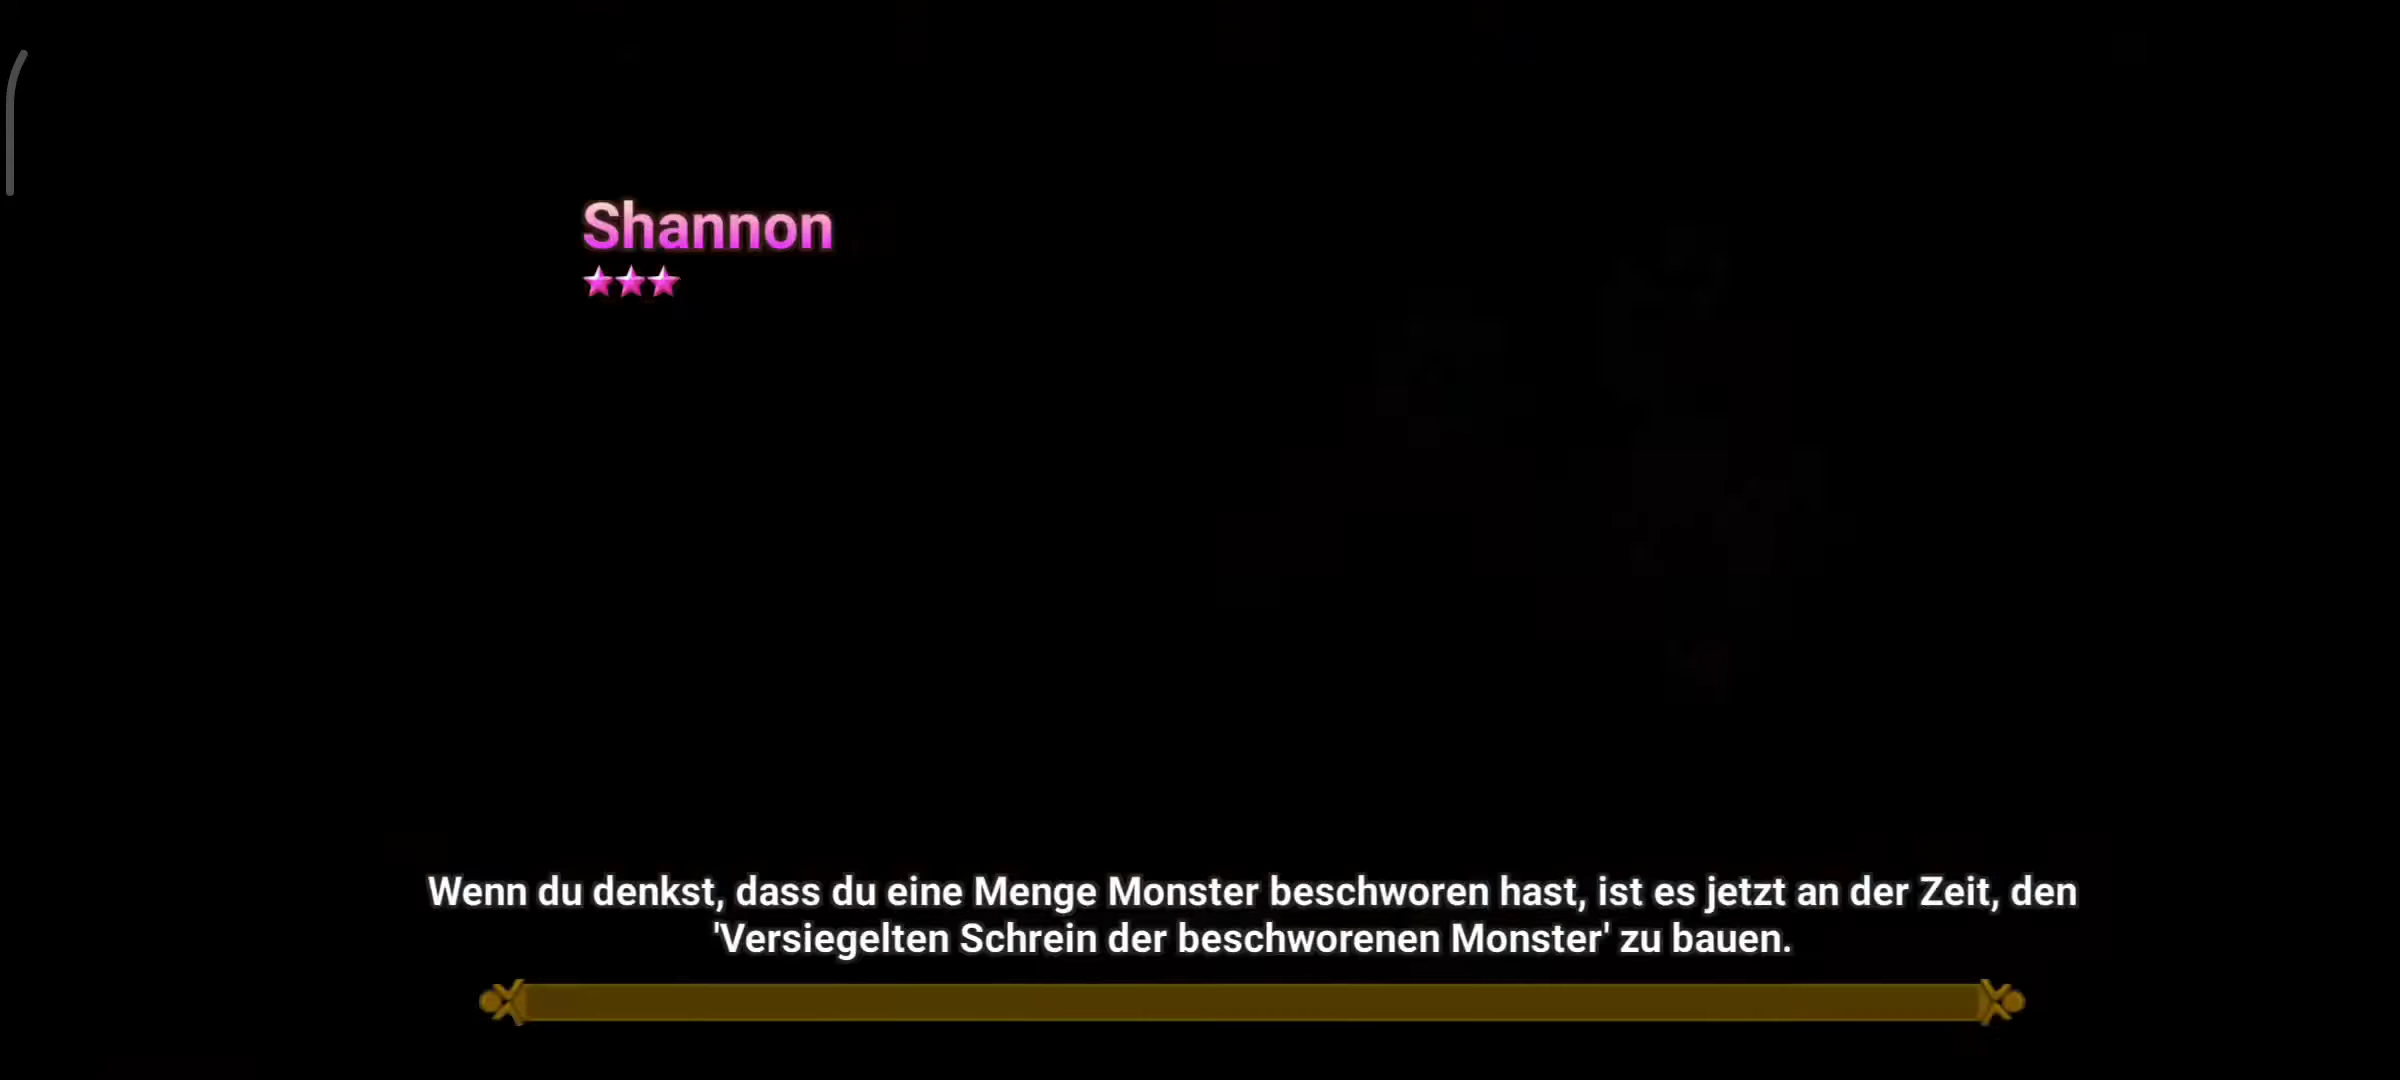 Shannon
Wenn du denkst, dass du eine Menge Monster beschworen hast, ist es jetzt an der Zeit, den
'Versiegelten Schrein der beschworenen Monster' zu bauen.